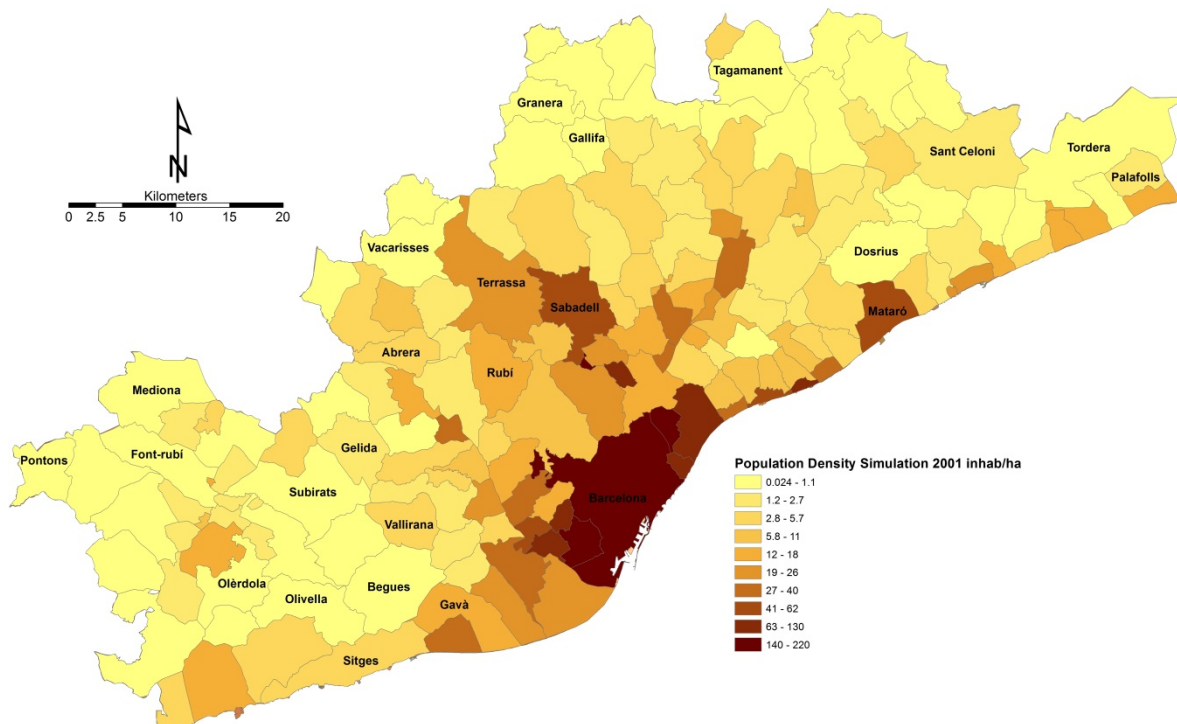 Tagamanent
Granera
Gallifa
Sant Celoni
Tordera
Palafolls
N
Kilometers
0 2.5 5 10 15 20
Vacarisses
Dosrius
Terrassa
Sabadell
Mataró
Abrera
Rubí
Mediona
Gelida
Font-rubí
Pontons
Subirats
Barcelona
Vallirana
Olèrdola
Olivella
Begues
Gavà
Sitges
Population Density Simulation 2001 inhab/ha
0.024 - 1.1
1.2 - 2.7
2.8 - 5.7
5.8 - 11
12 - 18
19 - 26
27 - 40
41 - 62
63 - 130
140 - 220